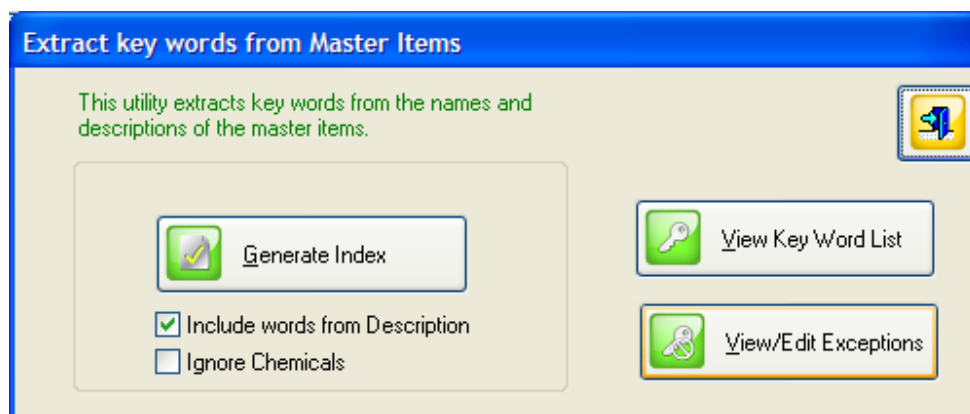 Extract key words from Master Items
This utility extracts key words from the names and
descriptions of the master items.
Generate Index
View Key Word List
Include words from Description
Ignore Chemicals
View/Edit Exceptions